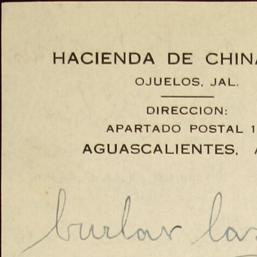 HACIENDA DE CHINA
OJUELOS, JAL.
DIRECCION:
APARTADO POSTAL 1
AGUASCALIENTES, A
burlar las